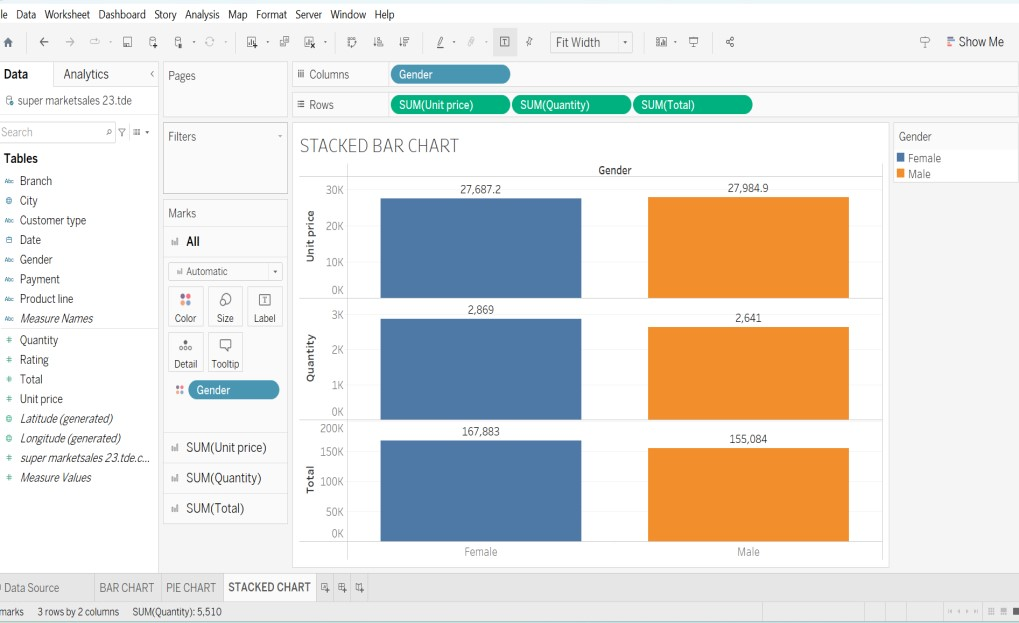 le Data Worksheet Dashboard Story Analysis Map Format Server Window Help
Fit Width
Show Me
Data Analytics
super marketsales 23.tde
Search
Tables
Abc Branch
City
Abc Customer type
Date
Abc Gender
Abc Payment
Abc Product line
Abc Measure Names
# Quantity
# Rating
# Total
# Unit price
Latitude (generated)
Longitude (generated)
# super marketsales 23.tde.c...
# Measure Values
Pages
Filters
Marks
All
Automatic
Color Size Label
Detail Tooltip
Gender
SUM(Unit price)
SUM(Quantity)
SUM(Total)
Columns Gender
Rows SUM(Unit price) SUM(Quantity) SUM(Total)
STACKED BAR CHART
Gender
Unit price
30K
20K
10K
0K
27,687.2 27,984.9
Quantity
3K
2K
1K
0K
2,869 2,641
Total
200K
150K
100K
50K
0K
167,883 155,084
Female Male
Gender
Female
Male
Data Source BAR CHART PIE CHART STACKED CHART
marks 3 rows by 2 columns SUM(Quantity): 5,510